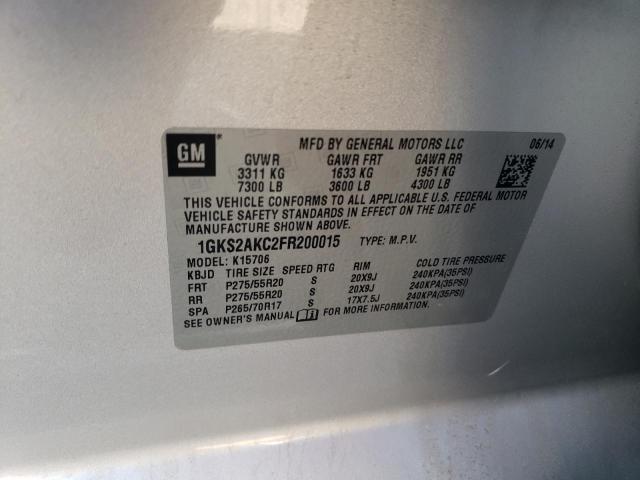 GM
MFD BY GENERAL MOTORS LLC 06/14
GVWR GAWR FRT GAWR RR
3311 KG 1633 KG 1951 KG
7300 LB 3600 LB 4300 LB
THIS VEHICLE CONFORMS TO ALL APPLICABLE U.S. FEDERAL MOTOR
VEHICLE SAFETY STANDARDS IN EFFECT ON THE DATE OF
MANUFACTURE SHOWN ABOVE.
1GKS2AKC2FR200015 TYPE: M.P.V.
MODEL: K15706
KBJD TIRE SIZE SPEED RTG RIM COLD TIRE PRESSURE
FRT P275/55R20 S 20X9J 240KPA(35PSI)
RR P275/55R20 S 20X9J 240KPA(35PSI)
SPA P265/70R17 S 17X7.5J 240KPA(35PSI)
SEE OWNER'S MANUAL FOR MORE INFORMATION.